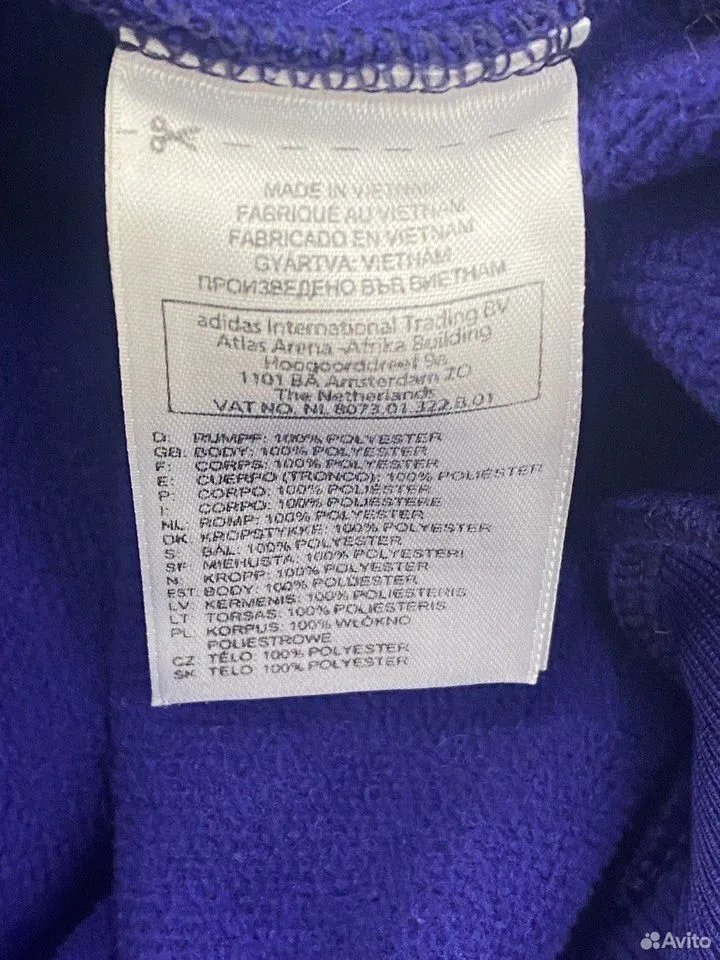 MADE IN VIETNAM
FABRIQUÉ AU VIETNAM
FABRICADO EN VIETNAM
GYÁRTVA: VIETNÁM
ПРОИЗВЕДЕНО ВЪВ ВИЕТНАМ
adidas International Trading BV
Atlas Arena -Afrika Building
Hoogoorddreef 9a
1101 BA Amsterdam ZO
The Netherlands
VAT NO. NL 8073.01.322.B.01
D: RUMPF: 100% POLYESTER
GB: BODY: 100% POLYESTER
F: CORPS: 100% POLYESTER
E: CUERPO (TRONCO): 100% POLIÉSTER
P: CORPO: 100% POLIÉSTER
I: CORPO: 100% POLIESTERE
NL: ROMP: 100% POLYESTER
DK: KROPSTYKKE: 100% POLYESTER
S: BÅL: 100% POLYESTER
SF: MIEHUSTA: 100% POLYESTERI
N: KROPP: 100% POLYESTER
EST: BODY: 100% POLÜESTER
LV: KERMENIS: 100% POLIESTERIS
LT: TORSAS: 100% POLIESTERIS
PL: KORPUS: 100% WŁÓKNO
POLIESTROWE
CZ: TĚLO: 100% POLYESTER
SK: TELO: 100% POLYESTER
Avito